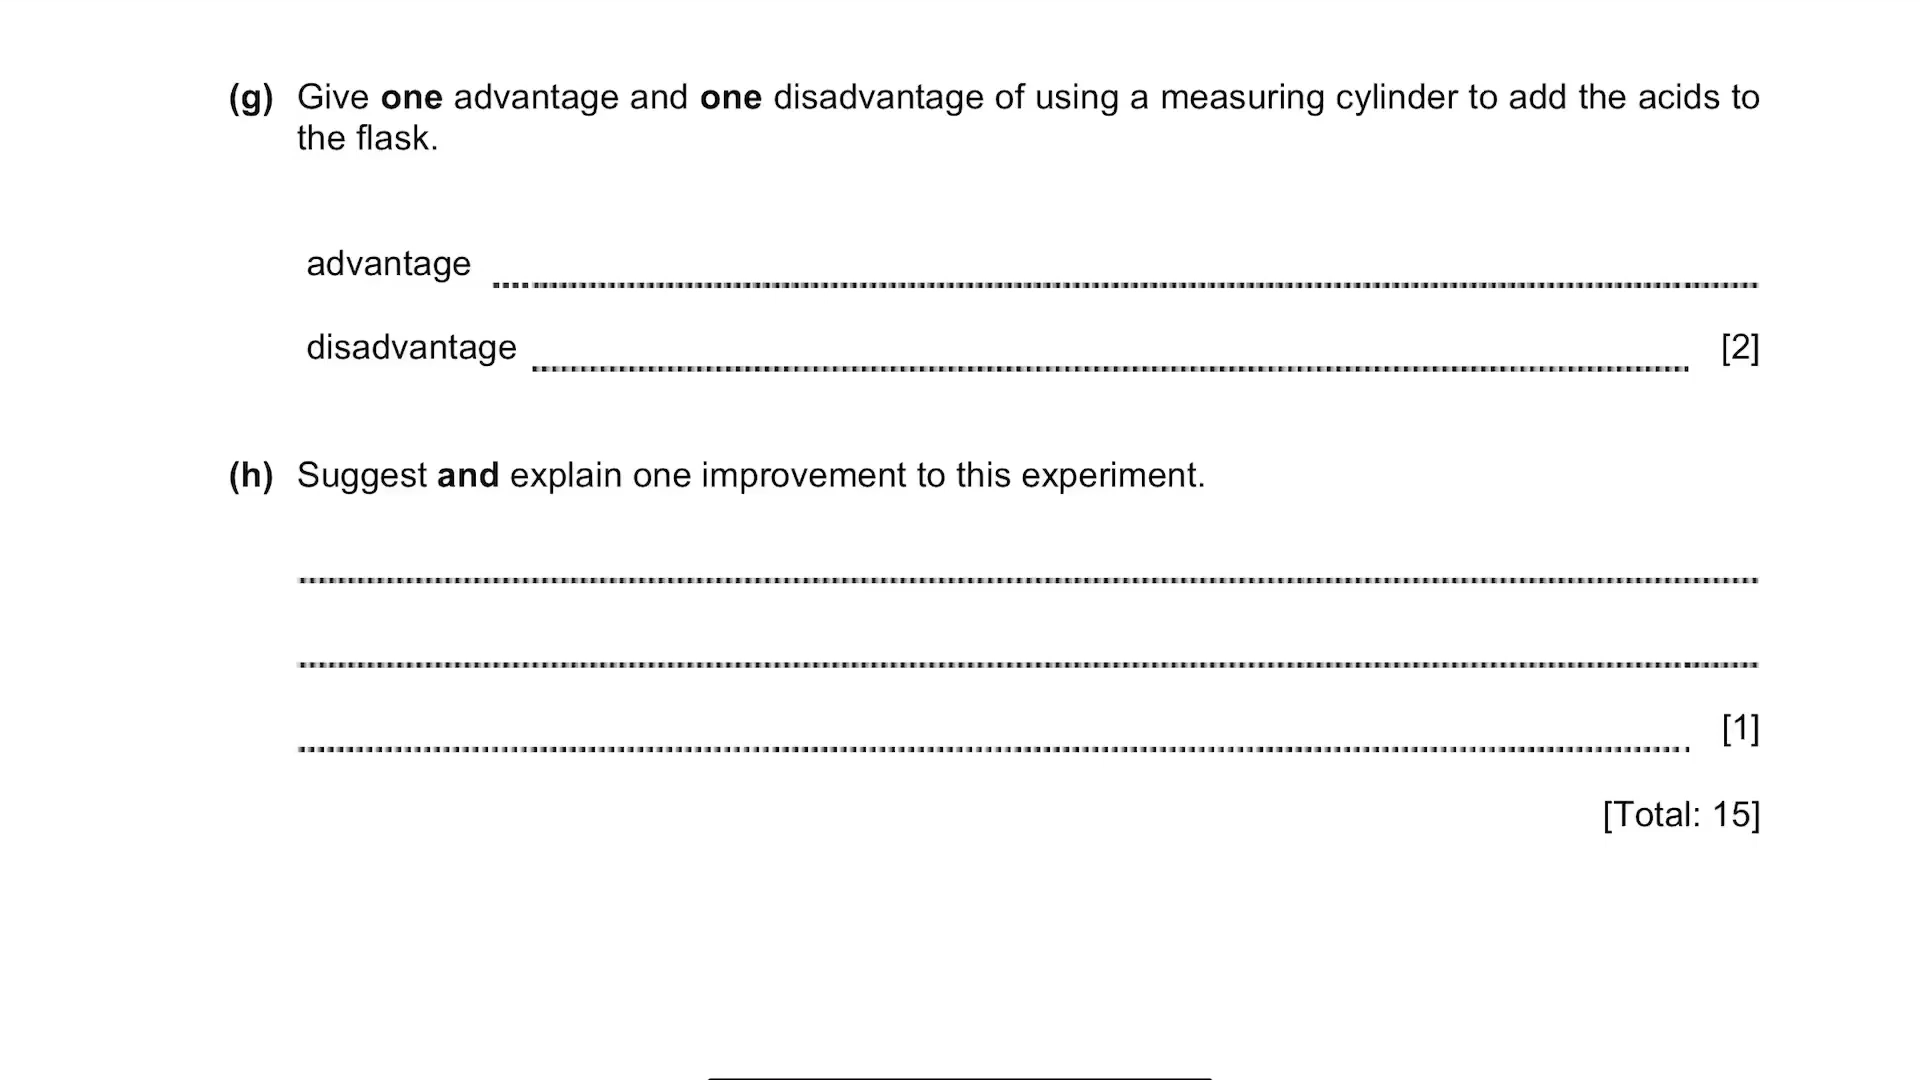 (g) Give one advantage and one disadvantage of using a measuring cylinder to add the acids to
the flask.
advantage
disadvantage [2]
(h) Suggest and explain one improvement to this experiment.
[1]
[Total: 15]